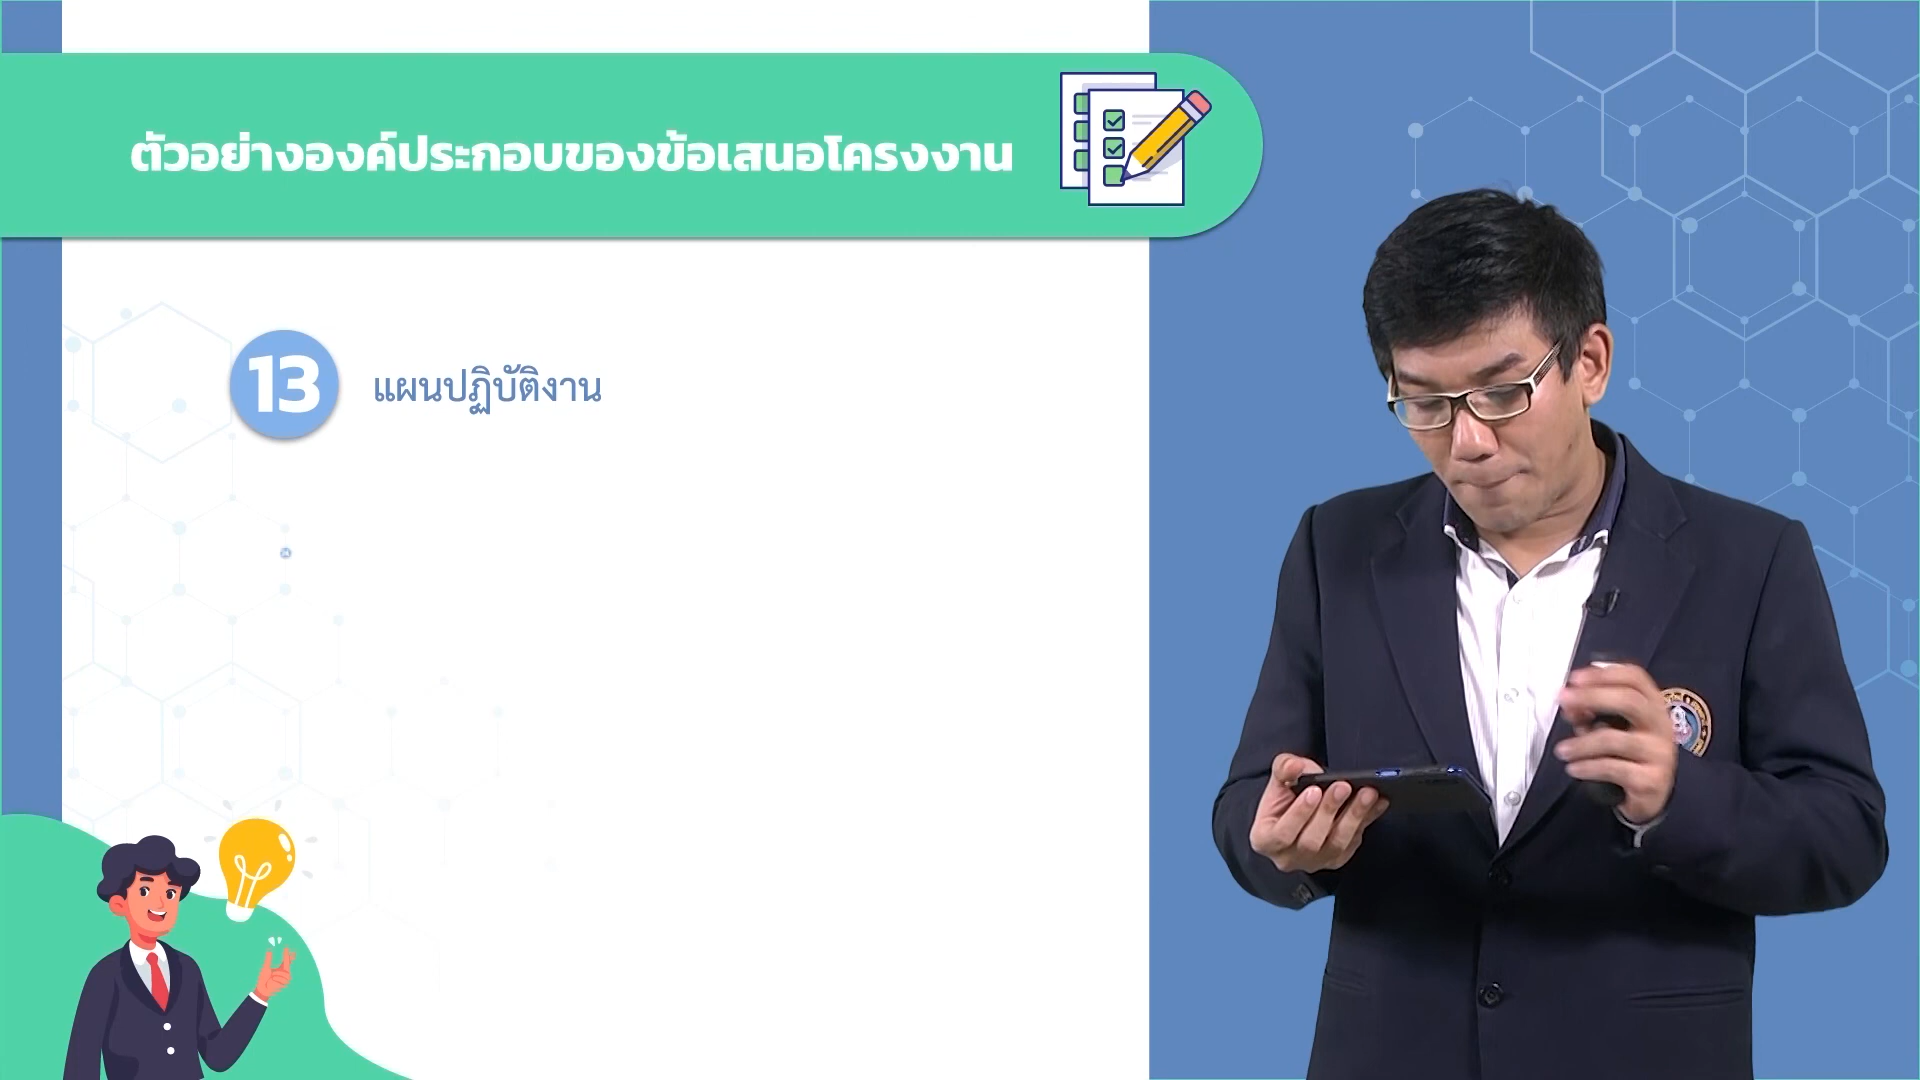 ตัวอย่างองค์ประกอบของข้อเสนอโครงงาน
13 แผนปฏิบัติงาน